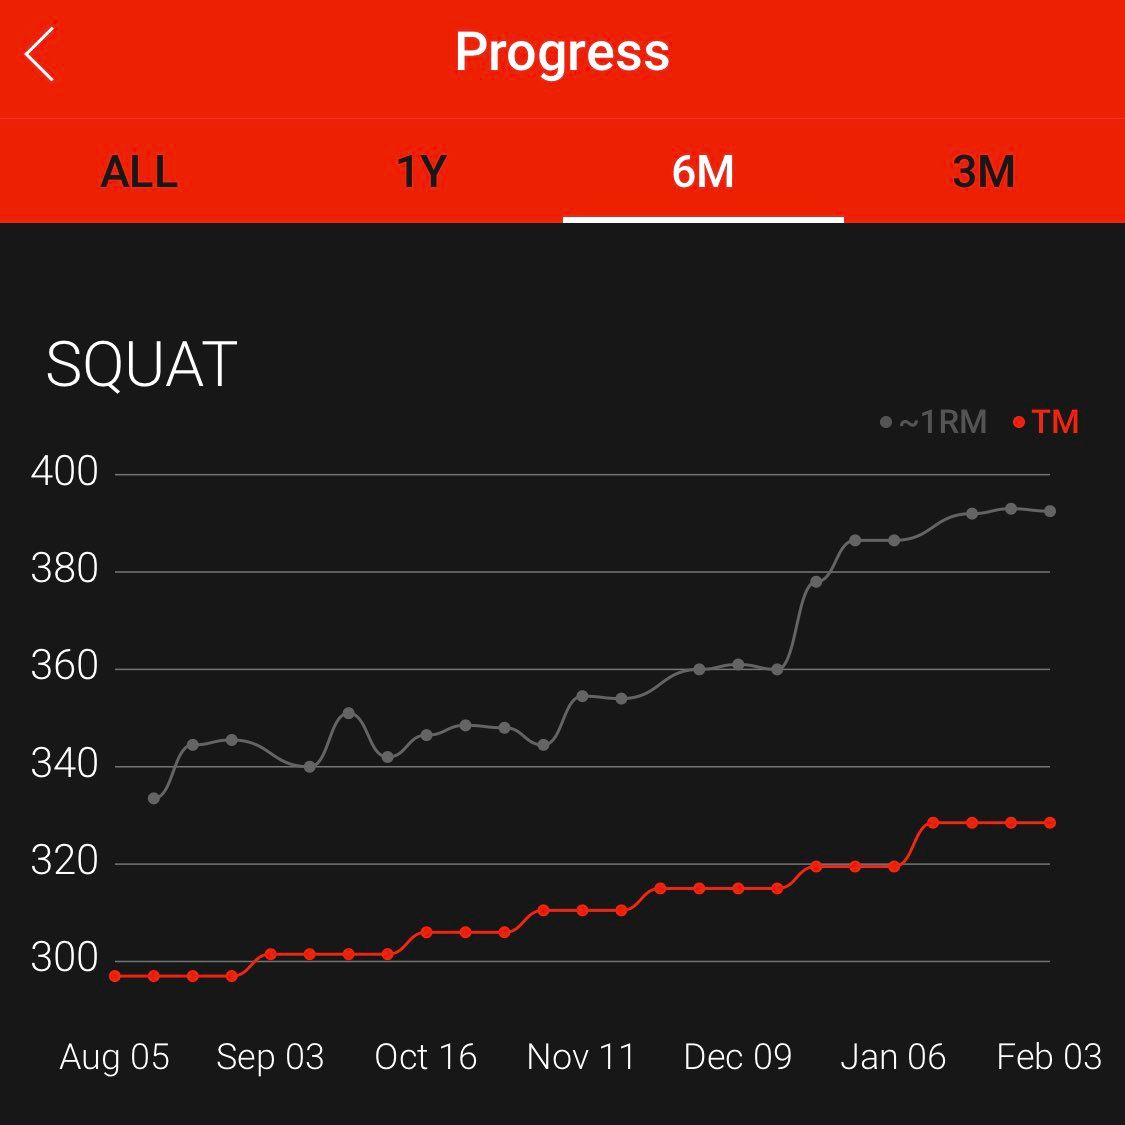 Progress
ALL 1Y 6M 3M
SQUAT
~1RM TM
400
380
360
340
320
300
Aug 05 Sep 03 Oct 16 Nov 11 Dec 09 Jan 06 Feb 03